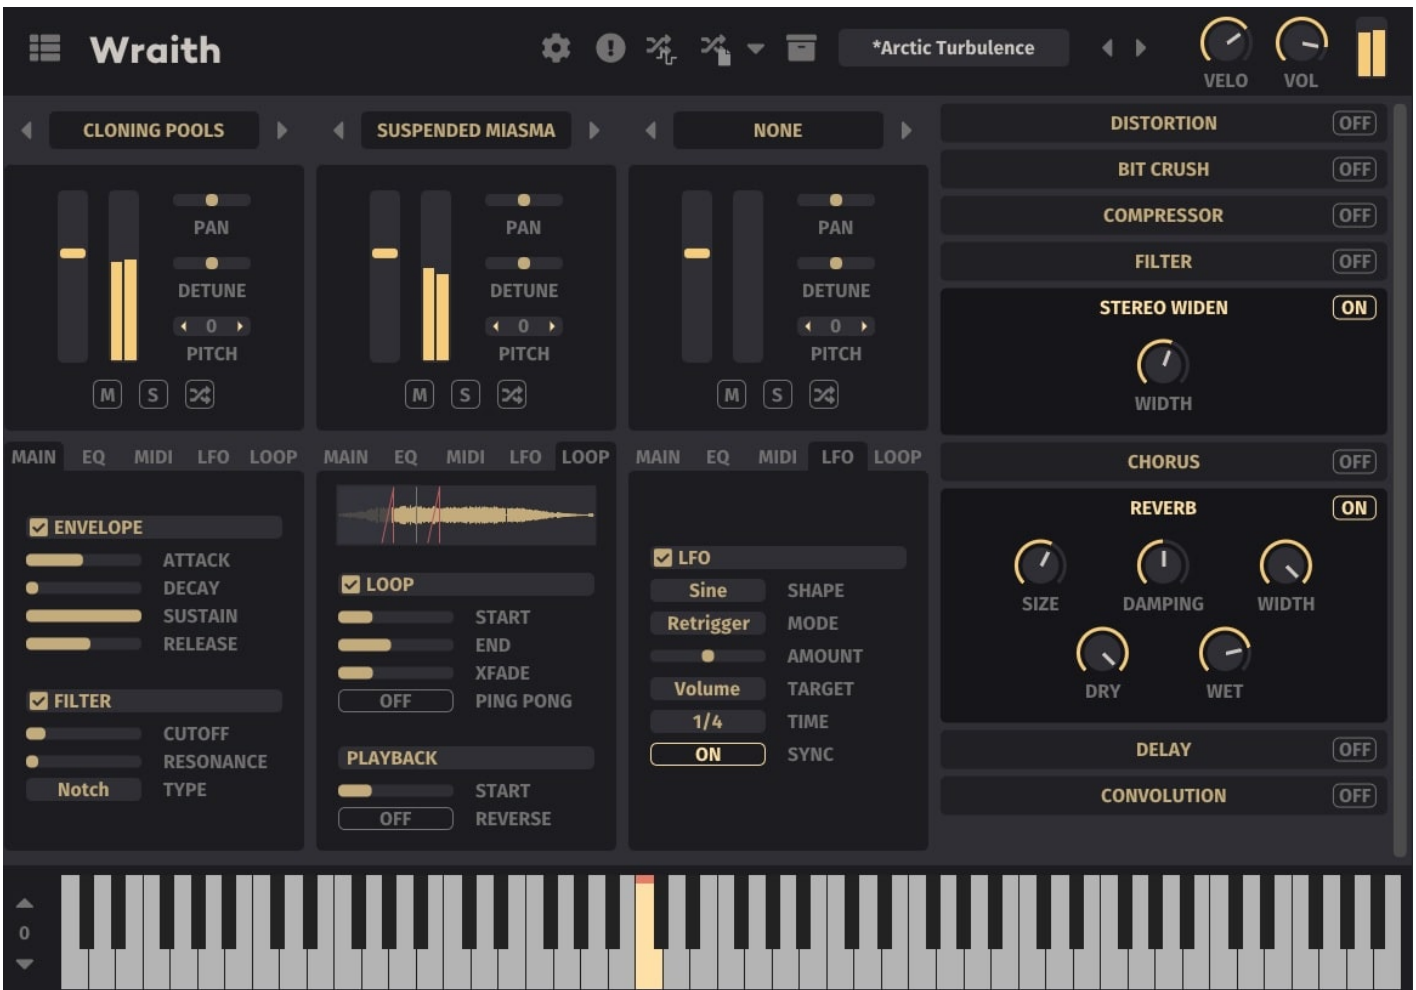 Wraith
*Arctic Turbulence
VELO
VOL
CLONING POOLS
SUSPENDED MIASMA
NONE
PAN
DETUNE
0
PITCH
M S
PAN
DETUNE
0
PITCH
M S
PAN
DETUNE
0
PITCH
M S
MAIN EQ MIDI LFO LOOP
ENVELOPE
ATTACK
DECAY
SUSTAIN
RELEASE
FILTER
CUTOFF
RESONANCE
Notch TYPE
MAIN EQ MIDI LFO LOOP
LOOP
START
END
XFADE
OFF PING PONG
PLAYBACK
START
OFF REVERSE
MAIN EQ MIDI LFO LOOP
LFO
Sine SHAPE
Retrigger MODE
AMOUNT
Volume TARGET
1/4 TIME
ON SYNC
DISTORTION OFF
BIT CRUSH OFF
COMPRESSOR OFF
FILTER OFF
STEREO WIDEN ON
WIDTH
CHORUS OFF
REVERB ON
SIZE DAMPING WIDTH
DRY WET
DELAY OFF
CONVOLUTION OFF
0